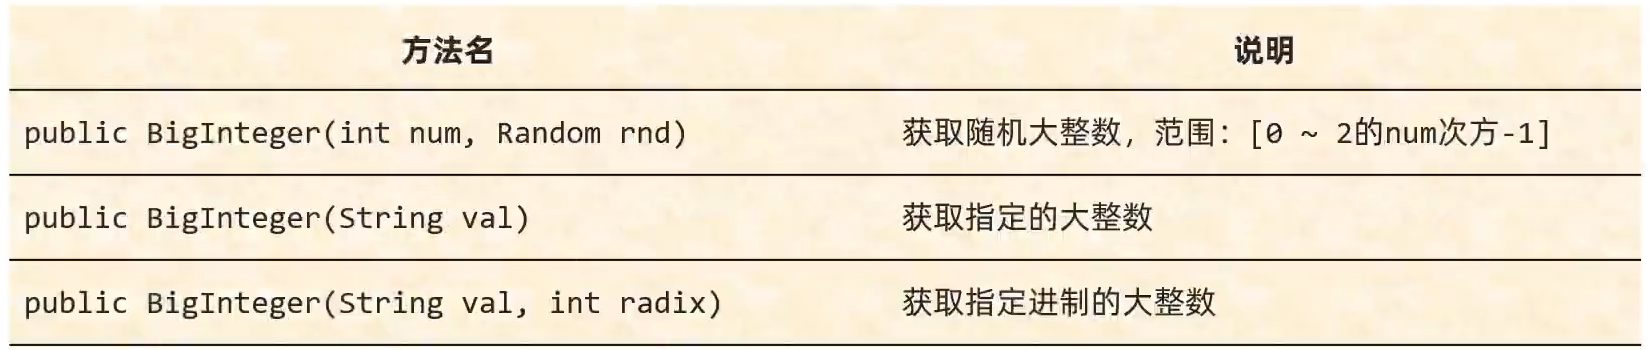 方法名 说明
public BigInteger(int num, Random rnd) 获取随机大整数，范围：[0 ~ 2的num次方-1]
public BigInteger(String val) 获取指定的大整数
public BigInteger(String val, int radix) 获取指定进制的大整数